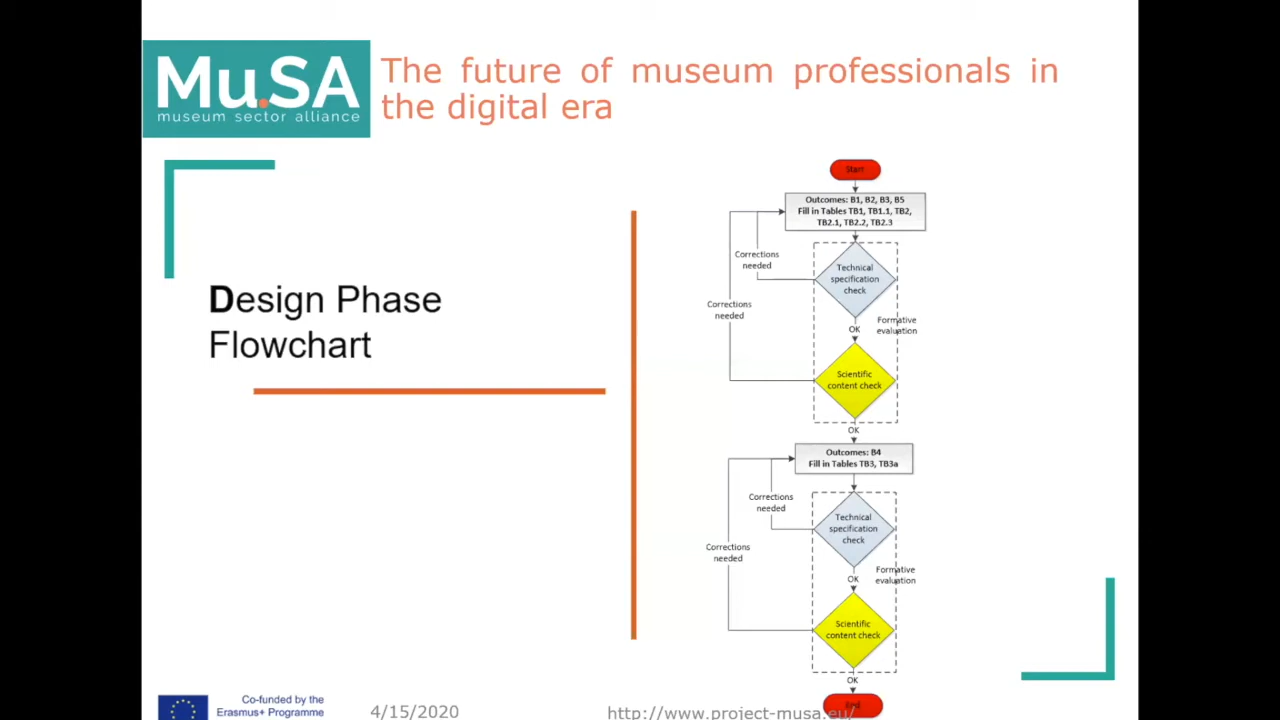 MuSA
museum sector alliance
The future of museum professionals in
the digital era
Design Phase
Flowchart
Start
Outcomes: B1, B2, B3, B5
Fill in Tables TB1, TB1.1, TB2,
TB2.1, TB2.2, TB2.3
Corrections
needed
Technical
specification
check
Corrections
needed
OK
Formative
evaluation
Scientific
content check
OK
Outcomes: B4
Fill in Tables TB3, TB3a
Corrections
needed
Technical
specification
check
Corrections
needed
OK
Formative
evaluation
Scientific
content check
OK
End
Co-funded by the
Erasmus+ Programme
4/15/2020
http://www.project-musa.eu/